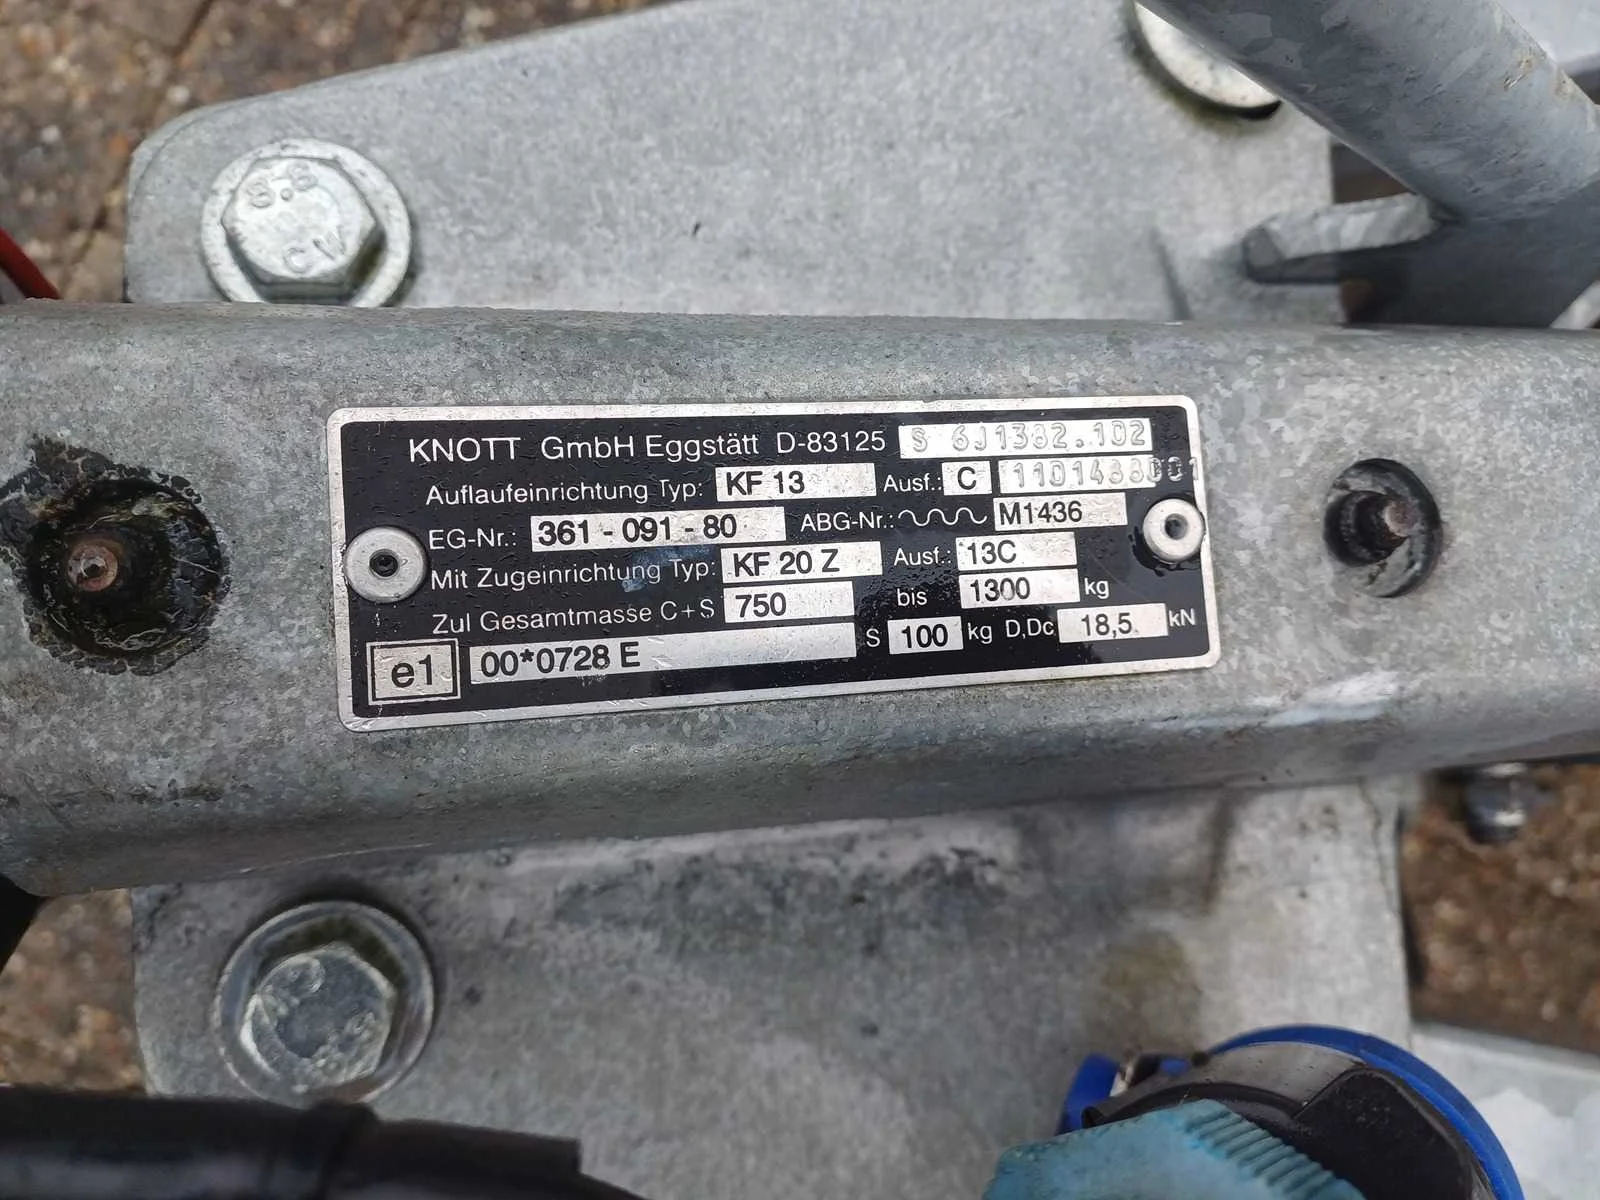 8.8
CV
KNOTT GmbH Eggstätt D-83125 S 6J1382.102
Auflaufeinrichtung Typ: KF 13 Ausf.: C
EG-Nr.: 361-091-80 ABG-Nr.: M1436
Mit Zugeinrichtung Typ: KF 20 Z Ausf.: 13C
Zul Gesamtmasse C+S 750 bis 1300 kg
e1 00*0728 E S 100 kg D,Dc 18,5 kN